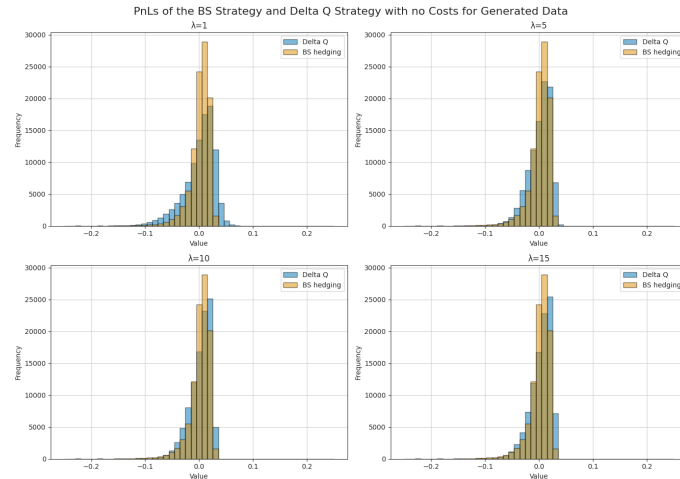 PnLs of the BS Strategy and Delta Q Strategy with no Costs for Generated Data
λ=1
30000
25000
20000
15000
10000
5000
0
Frequency
−0.2
−0.1
0.0
0.1
0.2
Value
Delta Q
BS hedging
λ=5
30000
25000
20000
15000
10000
5000
0
Frequency
−0.2
−0.1
0.0
0.1
0.2
Value
Delta Q
BS hedging
λ=10
30000
25000
20000
15000
10000
5000
0
Frequency
−0.2
−0.1
0.0
0.1
0.2
Value
Delta Q
BS hedging
λ=15
30000
25000
20000
15000
10000
5000
0
Frequency
−0.2
−0.1
0.0
0.1
0.2
Value
Delta Q
BS hedging